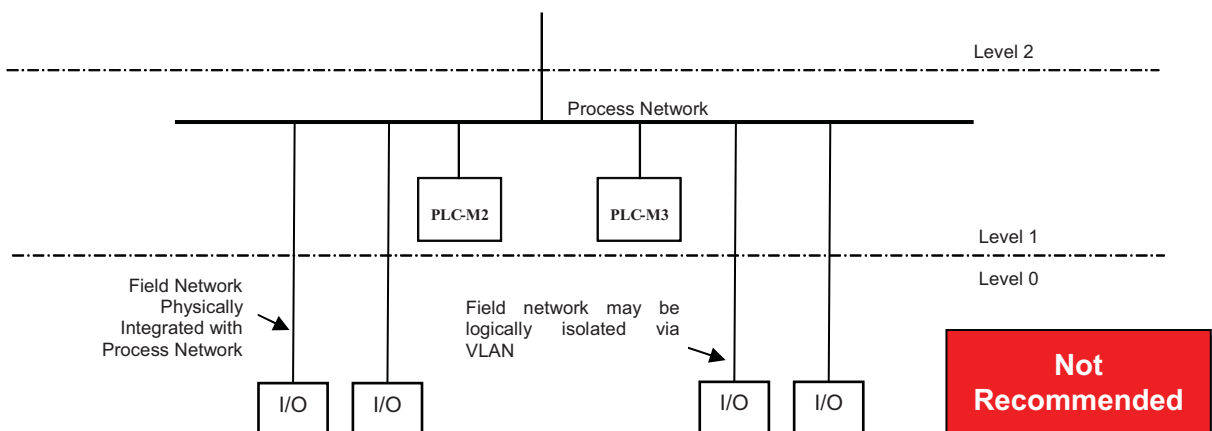 Level 2
Process Network
PLC-M2
PLC-M3
Level 1
Level 0
Field Network
Physically
Integrated with
Process Network
Field network may be
logically isolated via
VLAN
Not
Recommended
I/O
I/O
I/O
I/O